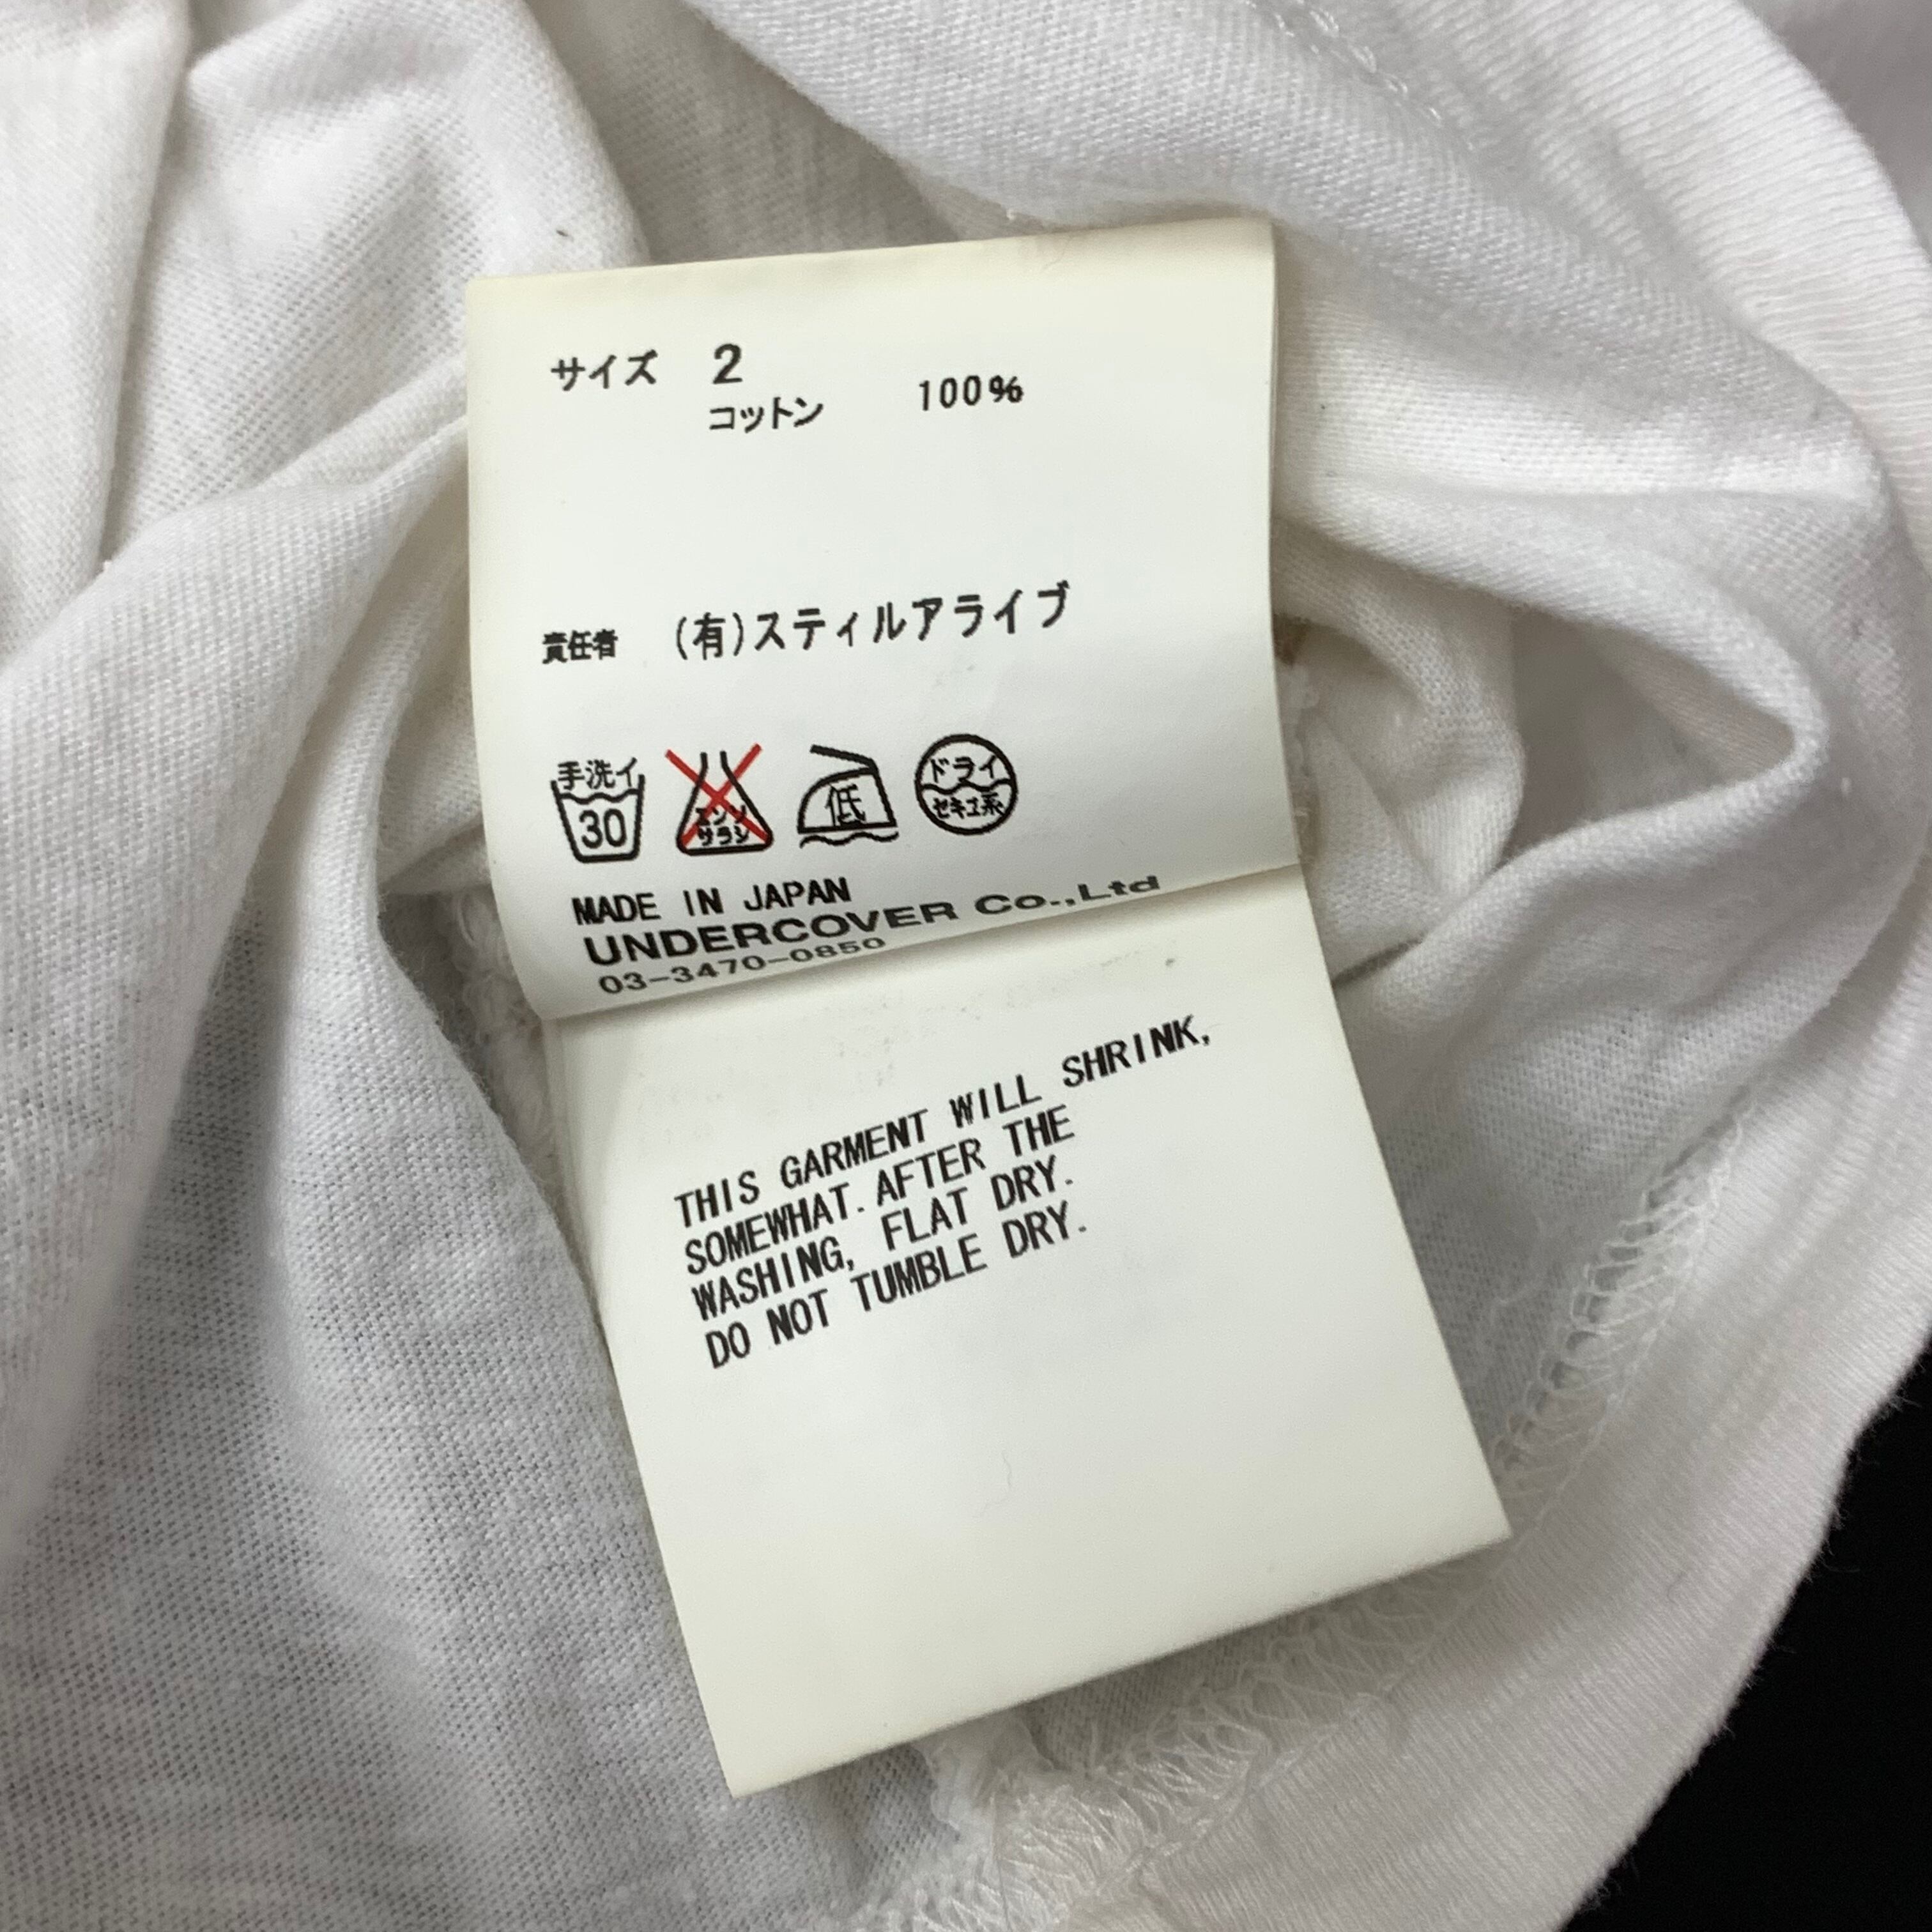 サイズ 2
コットン 100%
責任者 (有)スティルアライブ
手洗イ
30
エンソ
サラシ
低
ドライ
セキユ系
MADE IN JAPAN
UNDERCOVER Co.,Ltd
03-3470-0850
THIS GARMENT WILL SHRINK,
SOMEWHAT. AFTER THE
WASHING, FLAT DRY.
DO NOT TUMBLE DRY.